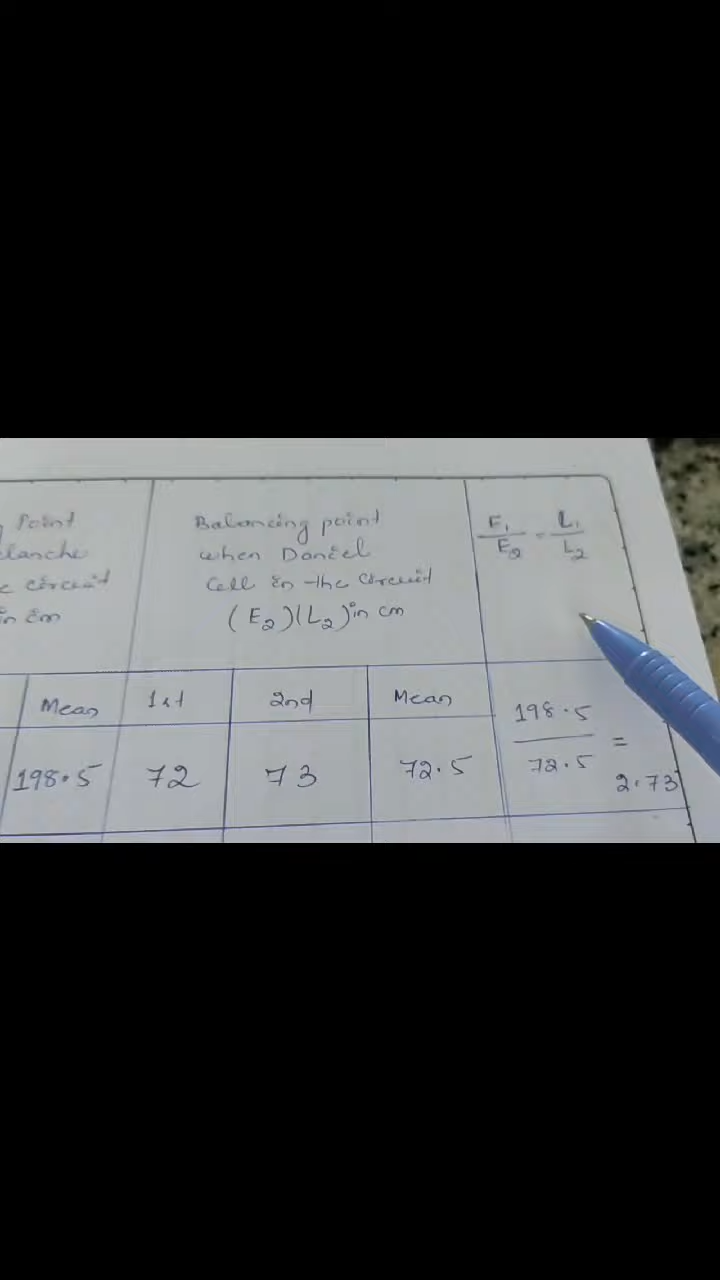 Point
lanche
e circuit
in cm
Balancing point
when Daniel
Cell in the circuit
(E2)(L2) in cm
E1/E2 = L1/L2
Mean 1st 2nd Mean
198.5 72 73 72.5 198.5/72.5 = 2.73